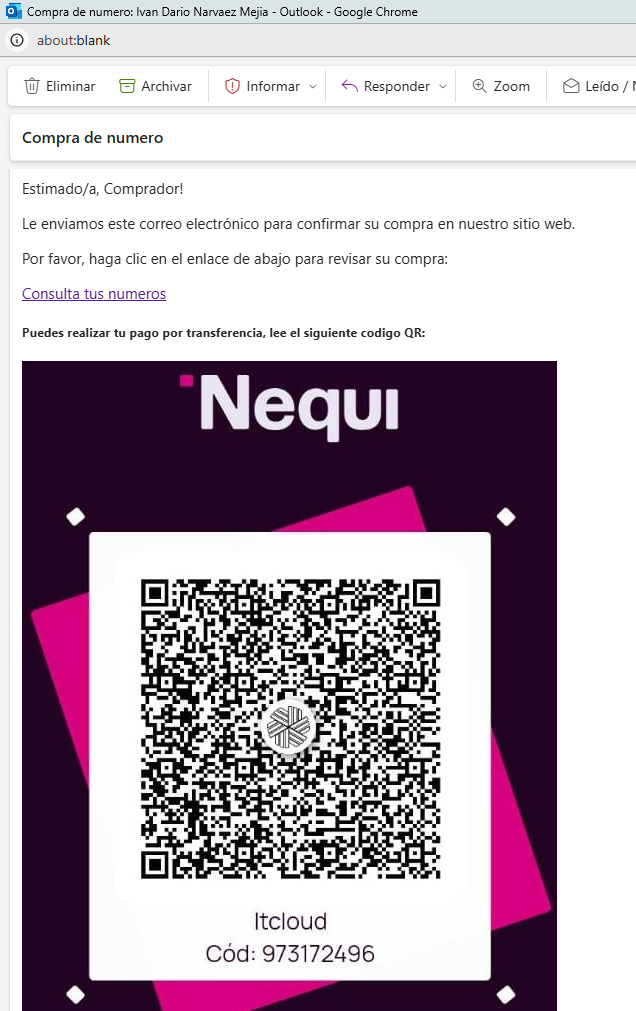 Compra de numero: Ivan Dario Narvaez Mejia - Outlook - Google Chrome
about:blank
Eliminar Archivar Informar Responder Zoom Leído /
Compra de numero
Estimado/a, Comprador!
Le enviamos este correo electrónico para confirmar su compra en nuestro sitio web.
Por favor, haga clic en el enlace de abajo para revisar su compra:
Consulta tus numeros
Puedes realizar tu pago por transferencia, lee el siguiente codigo QR:
Nequi
Itcloud
Cód: 973172496